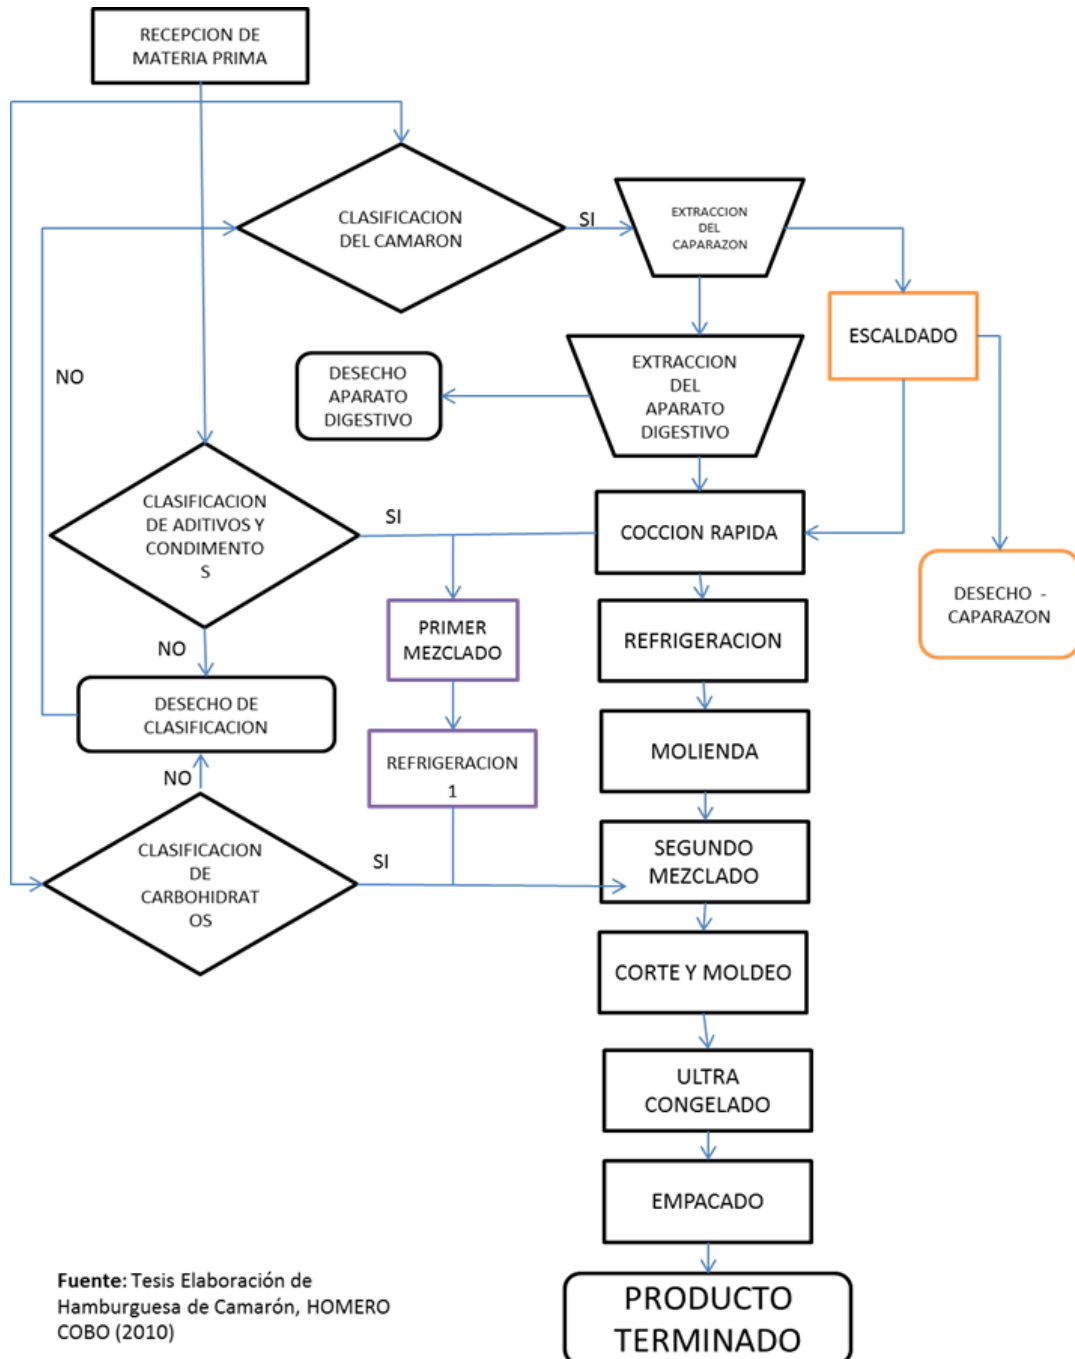 RECEPCION DE
MATERIA PRIMA
CLASIFICACION
DEL CAMARON
SI
EXTRACCION
DEL
CAPARAZON
ESCALDADO
NO
DESECHO
APARATO
DIGESTIVO
EXTRACCION
DEL
APARATO
DIGESTIVO
CLASIFICACION
DE ADITIVOS Y
CONDIMENTO
S
SI
COCCION RAPIDA
DESECHO -
CAPARAZON
PRIMER
MEZCLADO
REFRIGERACION
NO
DESECHO DE
CLASIFICACION
REFRIGERACION
1
MOLIENDA
NO
CLASIFICACION
DE
CARBOHIDRAT
OS
SI
SEGUNDO
MEZCLADO
CORTE Y MOLDEO
ULTRA
CONGELADO
EMPACADO
PRODUCTO
TERMINADO
Fuente: Tesis Elaboración de
Hamburguesa de Camarón, HOMERO
COBO (2010)